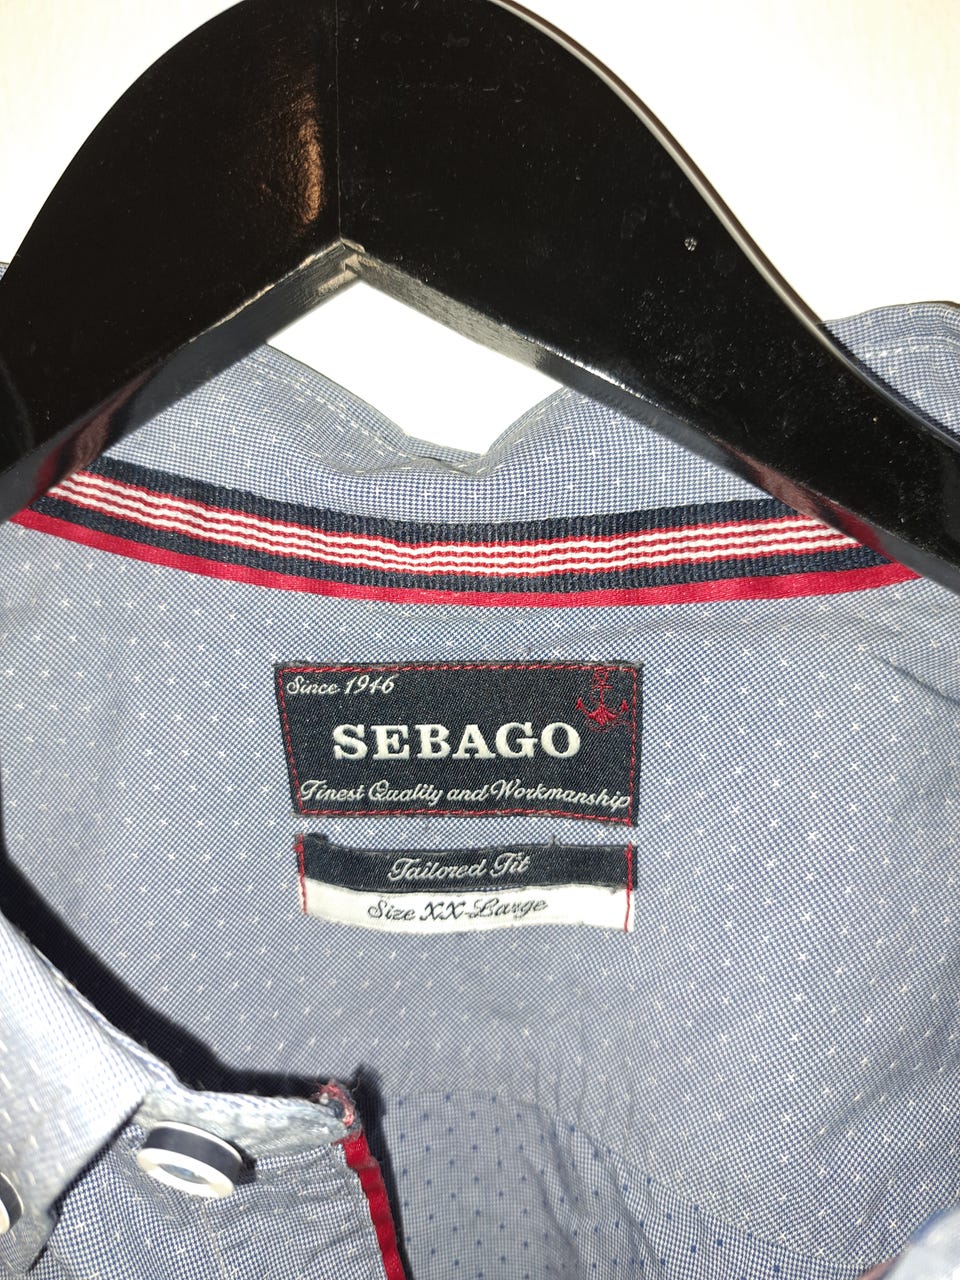 Since 1946
SEBAGO
Finest Quality and Workmanship
Tailored Fit
Size XX-Large